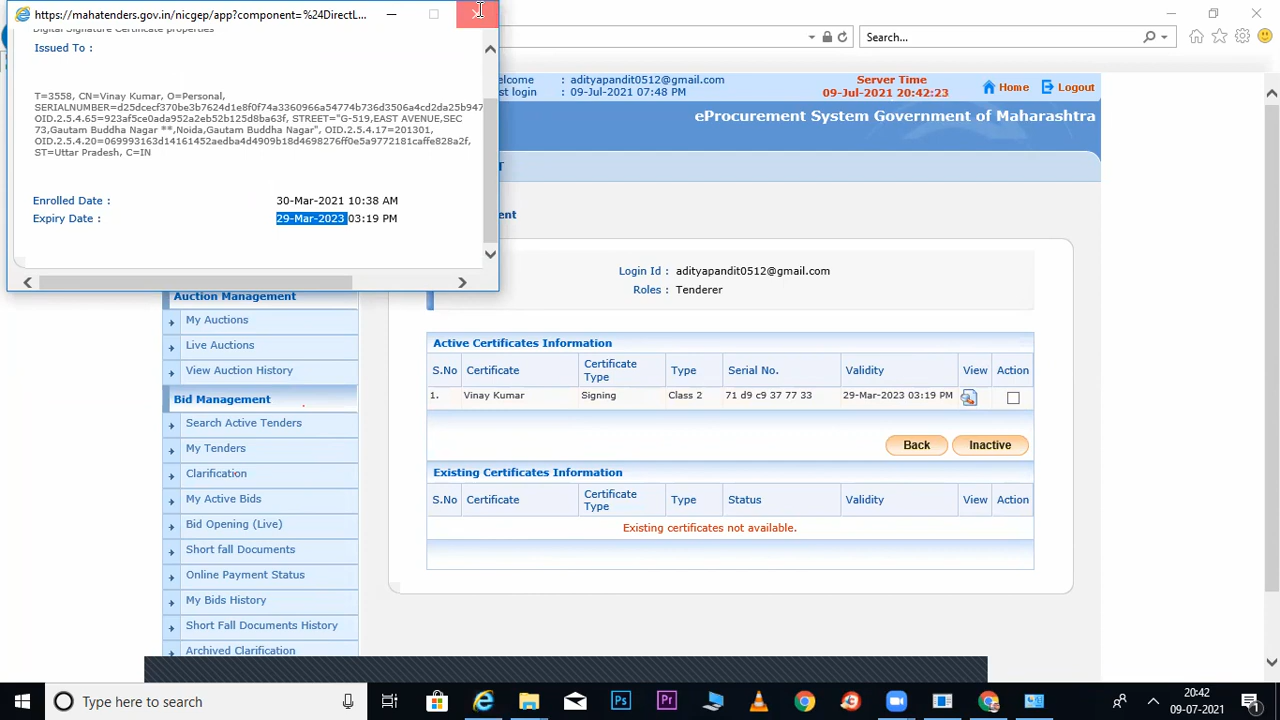 https://mahatenders.gov.in/nicgep/app?component=%24DirectL...
Digital Signature Certificate properties
Issued To :
T=3558, CN=Vinay Kumar, O=Personal,
OID.2.5.4.65=923af5ce0ada952a2eb52b125d8ba63f, STREET="G-519,EAST AVENUE,SEC
73,Gautam Buddha Nagar **,Noida,Gautam Buddha Nagar", OID.2.5.4.17=201301,
OID.2.5.4.20=069993163d14161452aedba4d4909b18d4698276ff0e5a9772181caffe828a2f,
ST=Uttar Pradesh, C=IN
Enrolled Date : 30-Mar-2021 10:38 AM
Expiry Date : 29-Mar-2023 03:19 PM
Search...
elcome : adityapandit0512@gmail.com
st login : 09-Jul-2021 07:48 PM
Server Time
09-Jul-2021 20:42:23
Home
Logout
eProcurement System Government of Maharashtra
Login Id : adityapandit0512@gmail.com
Roles : Tenderer
Auction Management
My Auctions
Live Auctions
View Auction History
Bid Management
Search Active Tenders
My Tenders
Clarification
My Active Bids
Bid Opening (Live)
Short fall Documents
Online Payment Status
My Bids History
Short Fall Documents History
Archived Clarification
Active Certificates Information
S.No Certificate Certificate Type Type Serial No. Validity View Action
1. Vinay Kumar Signing Class 2 71 d9 c9 37 77 33 29-Mar-2023 03:19 PM
Back Inactive
Existing Certificates Information
S.No Certificate Certificate Type Type Status Validity View Action
Existing certificates not available.
Type here to search
20:42
09-07-2021